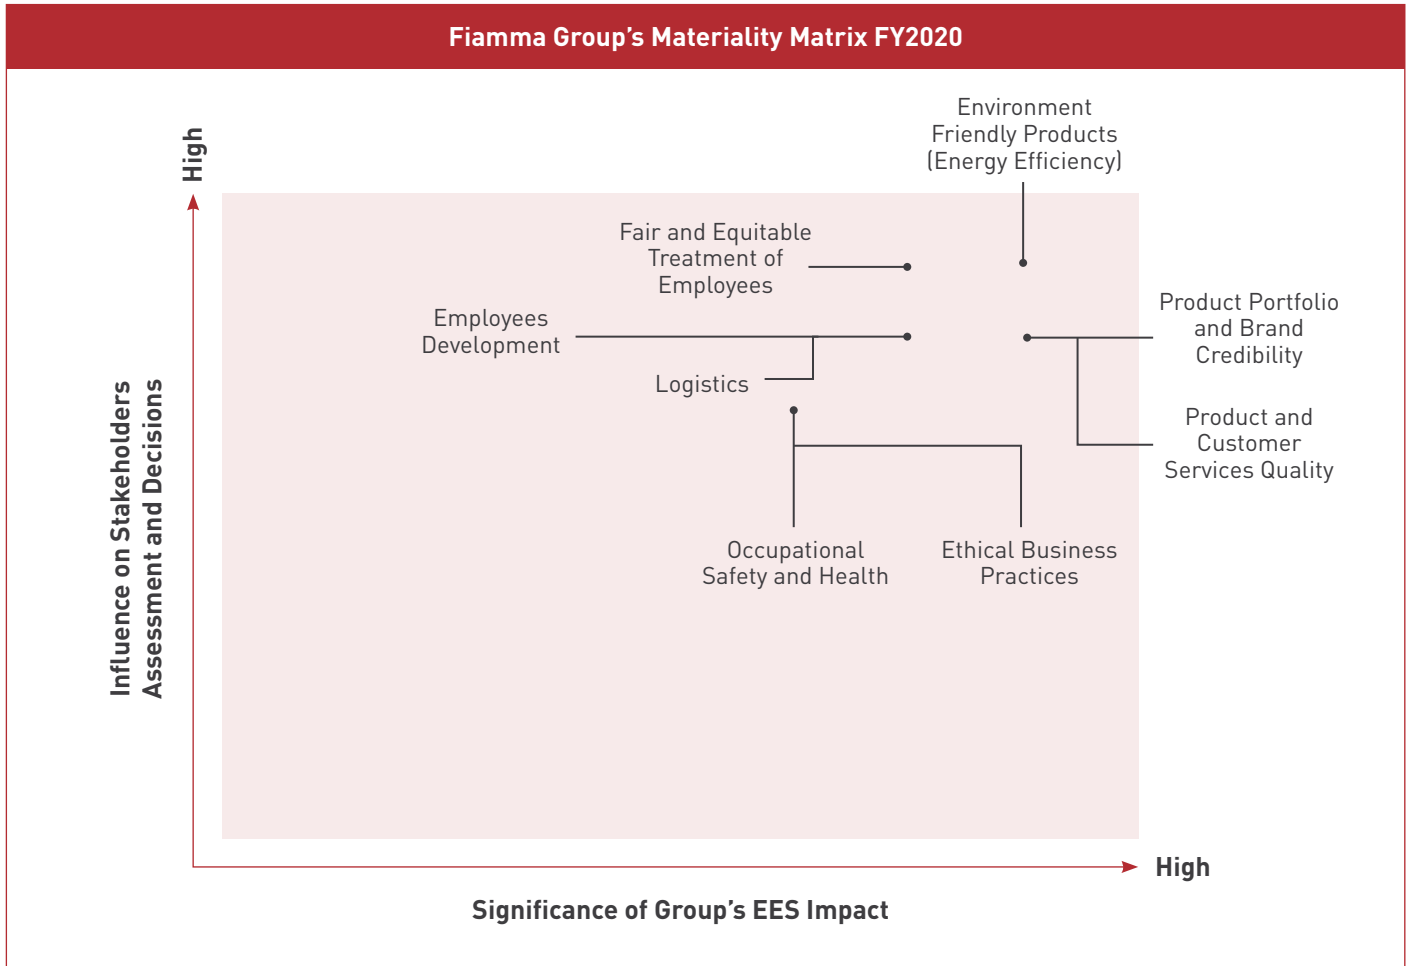 Fiamma Group’s Materiality Matrix FY2020
High
Environment
Friendly Products
(Energy Efficiency)
Fair and Equitable
Treatment of
Employees
Employees
Development
Logistics
Product Portfolio
and Brand
Credibility
Product and
Customer
Services Quality
Occupational
Safety and Health
Ethical Business
Practices
Influence on Stakeholders
Assessment and Decisions
High
Significance of Group’s EES Impact